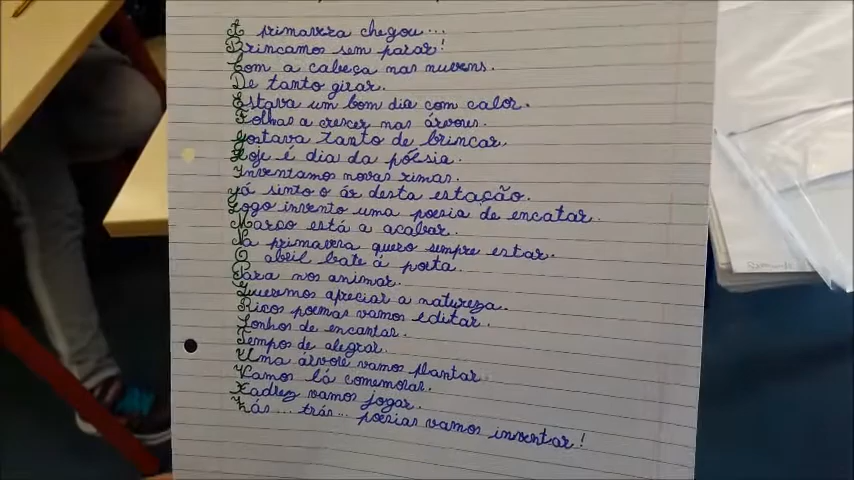 A primavera chegou...
Brincamos sem parar!
Com a cabeça nas nuvens.
De tanto girar.
Estava um bom dia com calor.
Folhas a crescer nas árvores.
Gostava tanto de brincar.
Hoje é dia da póesia.
Inventamos novas rimas.
Já sinto o ár desta estação.
Logo invento uma poesia de encatar.
Março está a acabar.
Na primavera quero sempre estar.
O abril bate á porta.
Para nos animar.
Queremos apreciar a natureza.
Ricos poemas vamos editar.
Sonhos de encantar.
Tempos de alegrar.
Uma árvore vamos plantar.
Vamos lá comemorar.
Xadrez vamos jogar.
Zás... trás... poesias vamos inventar!